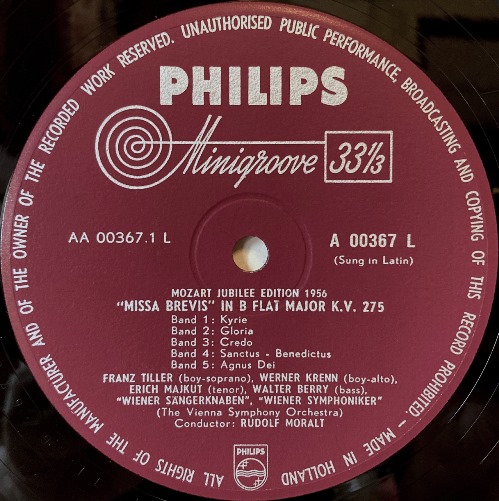 ALL RIGHTS OF THE MANUFACTURER AND OF THE OWNER OF THE RECORDED WORK RESERVED. UNAUTHORISED PUBLIC PERFORMANCE, BROADCASTING AND COPYING OF THIS RECORD PROHIBITED – MADE IN HOLLAND
PHILIPS
Minigroove 33⅓
AA 00367.1 L
A 00367 L
(Sung in Latin)
MOZART JUBILEE EDITION 1956
"MISSA BREVIS" IN B FLAT MAJOR K.V. 275
Band 1: Kyrie
Band 2: Gloria
Band 3: Credo
Band 4: Sanctus - Benedictus
Band 5: Agnus Dei
FRANZ TILLER (boy-soprano), WERNER KRENN (boy-alto),
ERICH MAJKUT (tenor), WALTER BERRY (bass),
"WIENER SÄNGERKNABEN", "WIENER SYMPHONIKER"
(The Vienna Symphony Orchestra)
Conductor: RUDOLF MORALT
PHILIPS